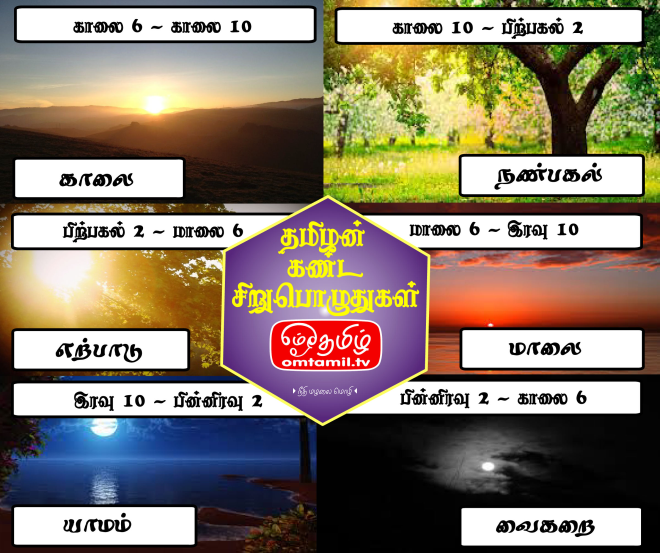 காலை 6 ~ காலை 10
காலை 10 ~ பிற்பகல் 2
காலை
நண்பகல்
பிற்பகல் 2 ~ மாலை 6
மாலை 6 ~ இரவு 10
தமிழன்
கண்ட
சிறுபொழுதுகள்
எற்பாடு
மாலை
ஓம்தமிழ்
omtamil.tv
நீ மழலை மொழி
இரவு 10 ~ பின்னிரவு 2
பின்னிரவு 2 ~ காலை 6
யாமம்
வைகறை